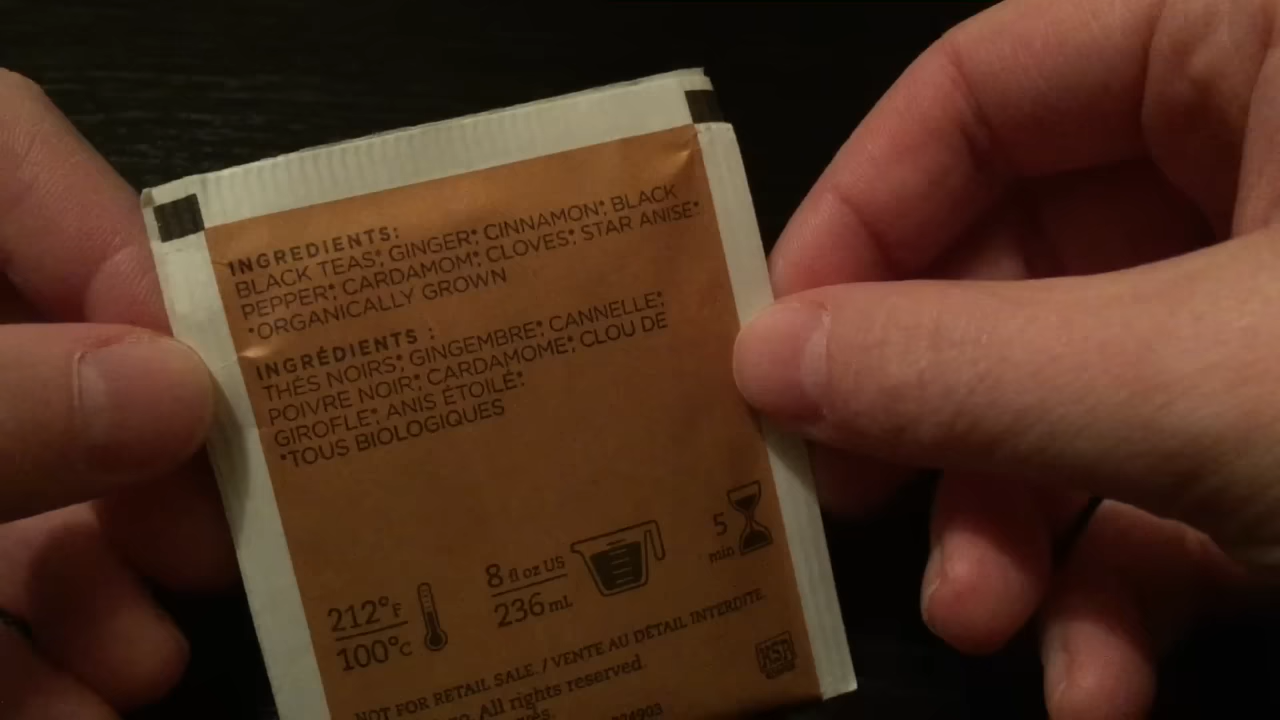 INGREDIENTS:
BLACK TEAS*, GINGER*, CINNAMON*, BLACK
PEPPER*, CARDAMOM*, CLOVES*, STAR ANISE*.
*ORGANICALLY GROWN
INGRÉDIENTS :
THÉS NOIRS*, GINGEMBRE*, CANNELLE*,
POIVRE NOIR*, CARDAMOME*, CLOU DE
GIROFLE*, ANIS ÉTOILÉ*.
*TOUS BIOLOGIQUES
212°F
100°C
8 fl oz US
236 mL
5
min
NOT FOR RETAIL SALE. / VENTE AU DÉTAIL INTERDITE.
All rights reserved.
24903